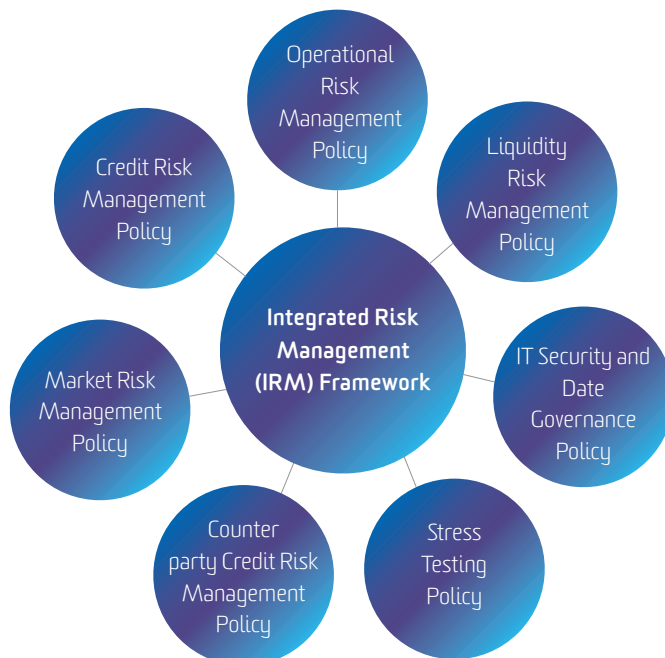 Operational
Risk
Management
Policy
Credit Risk
Management
Policy
Liquidity
Risk
Management
Policy
Integrated Risk
Management
(IRM) Framework
Market Risk
Management
Policy
IT Security and
Date
Governance
Policy
Counter
party Credit Risk
Management
Policy
Stress
Testing
Policy